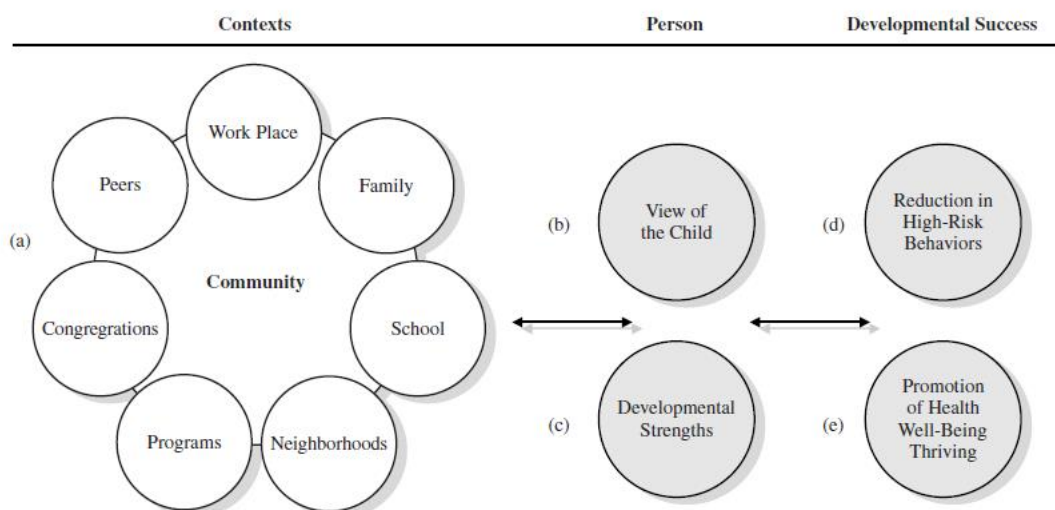 Contexts
Person
Developmental Success
(a)
Work Place
Peers
Family
Community
Congregrations
School
Programs
Neighborhoods
(b)
View of
the Child
(c)
Developmental
Strengths
(d)
Reduction in
High-Risk
Behaviors
(e)
Promotion
of Health
Well-Being
Thriving